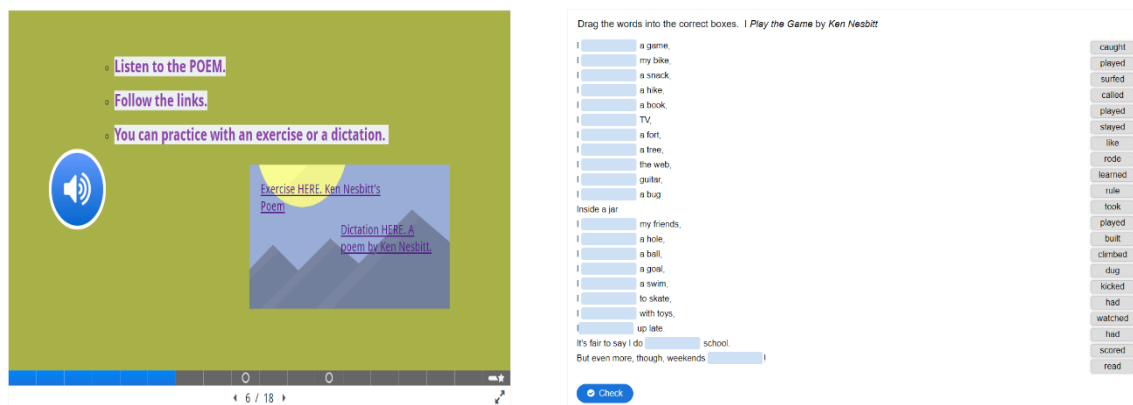 Listen to the POEM.
Follow the links.
You can practice with an exercise or a dictation.
Exercise HERE. Ken Nesbitt's
Poem
Dictation HERE. A
poem by Ken Nesbitt.
6 / 18
Drag the words into the correct boxes. I Play the Game by Ken Nesbitt
I a game,
I my bike,
I a snack,
I a hike,
I a book,
I TV,
I a fort,
I a tree,
I the web,
I guitar,
I a bug
Inside a jar.
I my friends,
I a hole,
I a ball,
I a goal,
I a swim,
I to skate,
I with toys,
I up late.
It's fair to say I do school.
But even more, though, weekends !
Check
caught
played
surfed
called
played
stayed
like
rode
learned
rule
took
played
built
climbed
dug
kicked
had
watched
had
scored
read